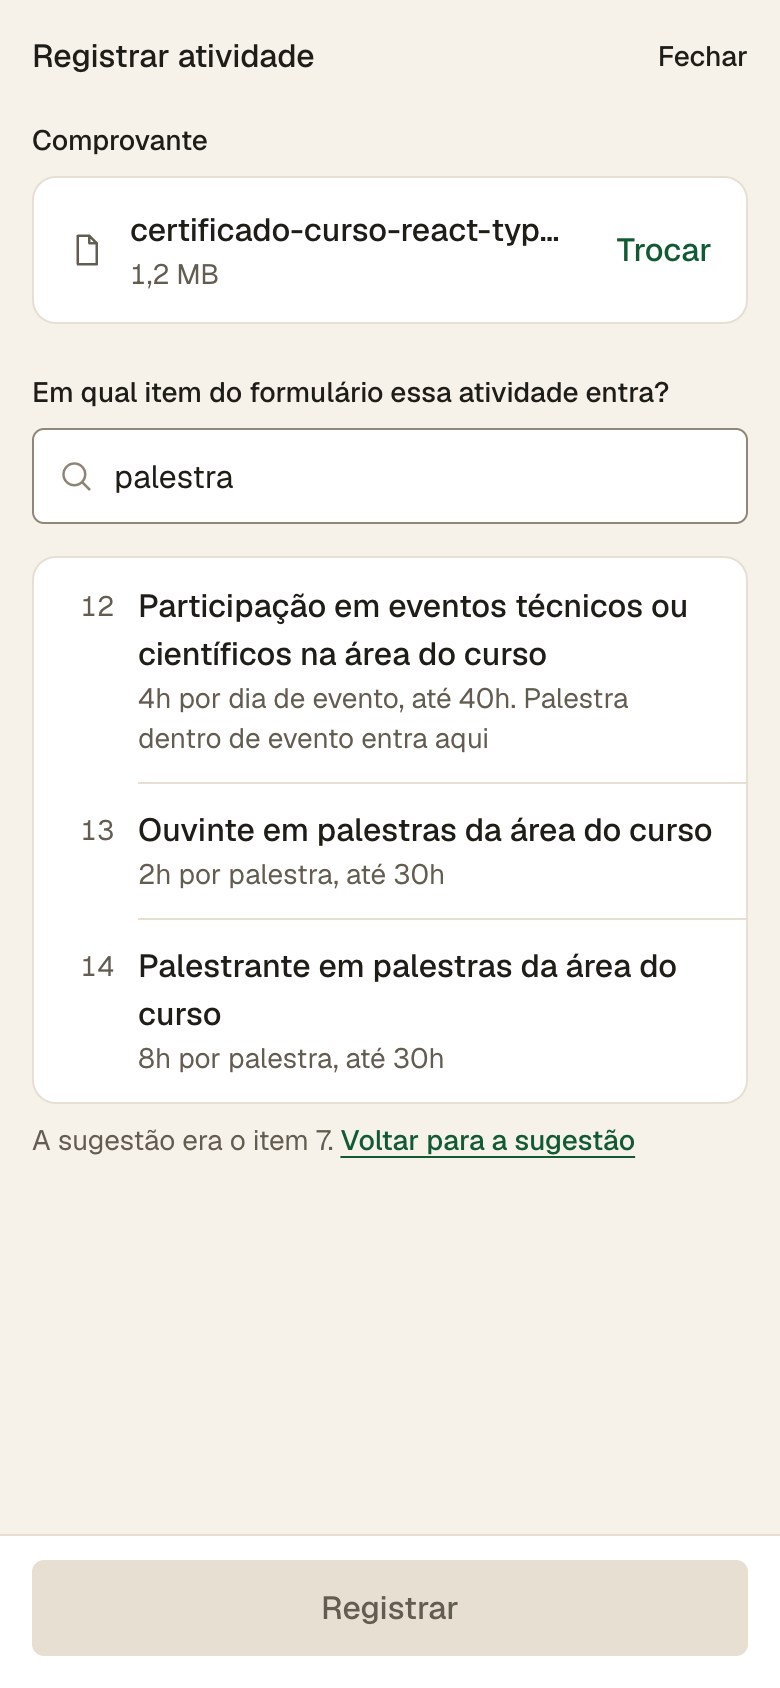 Registrar atividade
Fechar
Comprovante
certificado-curso-react-typ...
1,2 MB
Trocar
Em qual item do formulário essa atividade entra?
palestra
12 Participação em eventos técnicos ou
científicos na área do curso
4h por dia de evento, até 40h. Palestra
dentro de evento entra aqui
13 Ouvinte em palestras da área do curso
2h por palestra, até 30h
14 Palestrante em palestras da área do
curso
8h por palestra, até 30h
A sugestão era o item 7. Voltar para a sugestão
Registrar